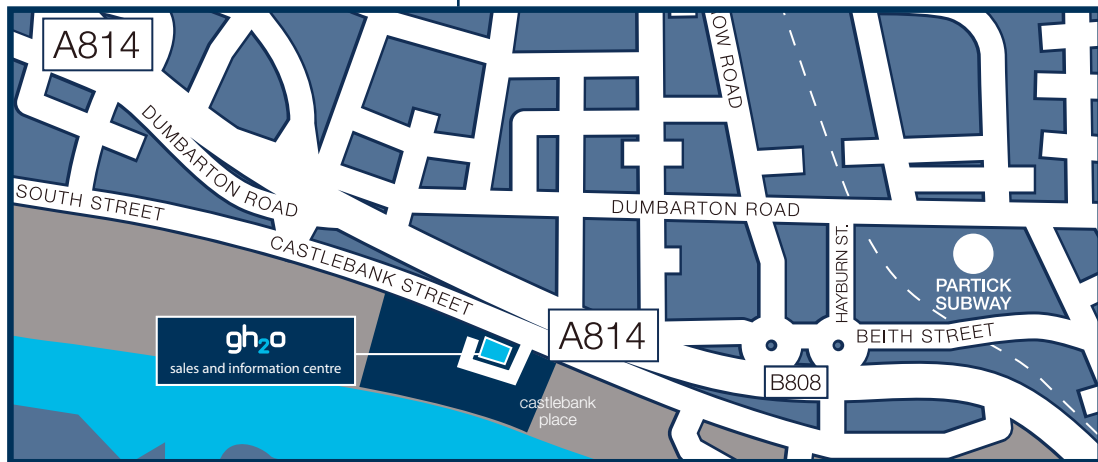 A814
OW ROAD
DUMBARTON ROAD
SOUTH STREET
DUMBARTON ROAD
CASTLEBANK STREET
HAYBURN ST.
PARTICK
SUBWAY
gh2o
sales and information centre
A814
BEITH STREET
B808
castlebank
place